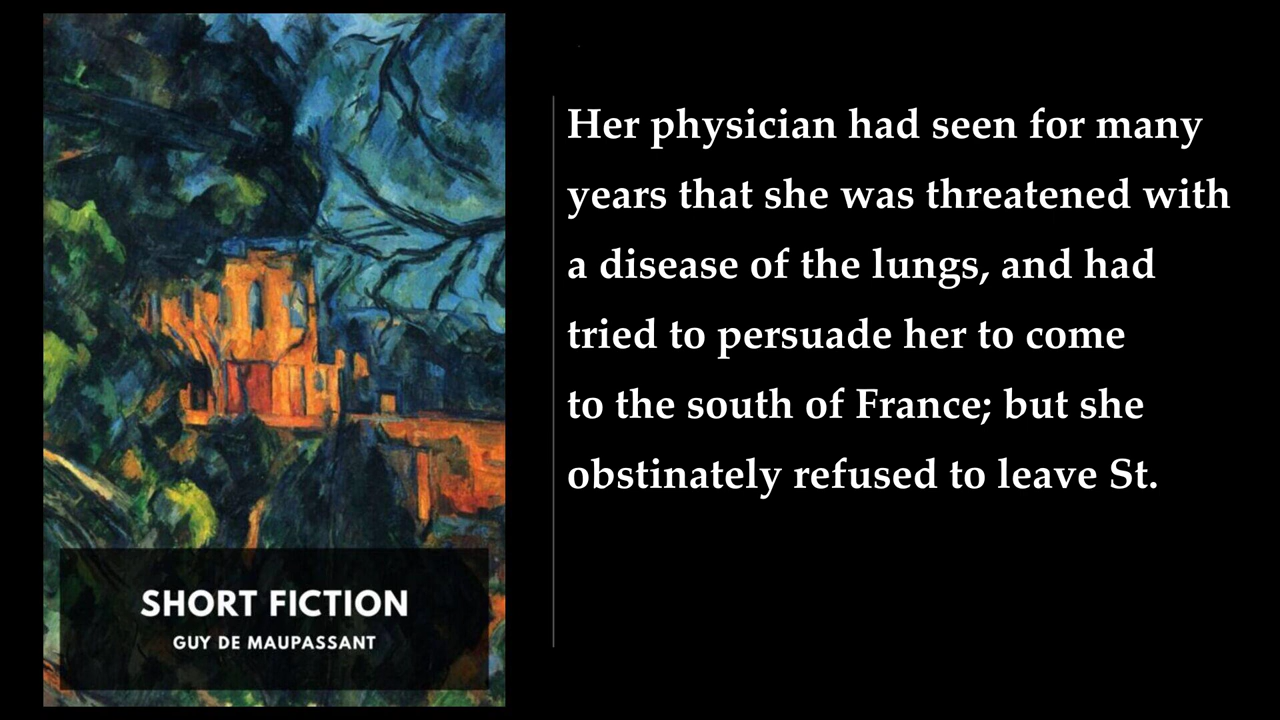 SHORT FICTION
GUY DE MAUPASSANT
Her physician had seen for many
years that she was threatened with
a disease of the lungs, and had
tried to persuade her to come
to the south of France; but she
obstinately refused to leave St.